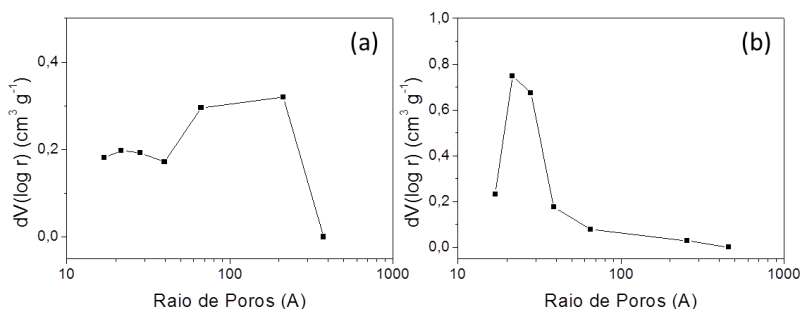 (a)
dV(log r) (cm³ g⁻¹)
0,4
0,2
0,0
10
100
1000
Raio de Poros (A)
(b)
dV(log r) (cm³ g⁻¹)
1,0
0,8
0,6
0,4
0,2
0,0
10
100
1000
Raio de Poros (A)